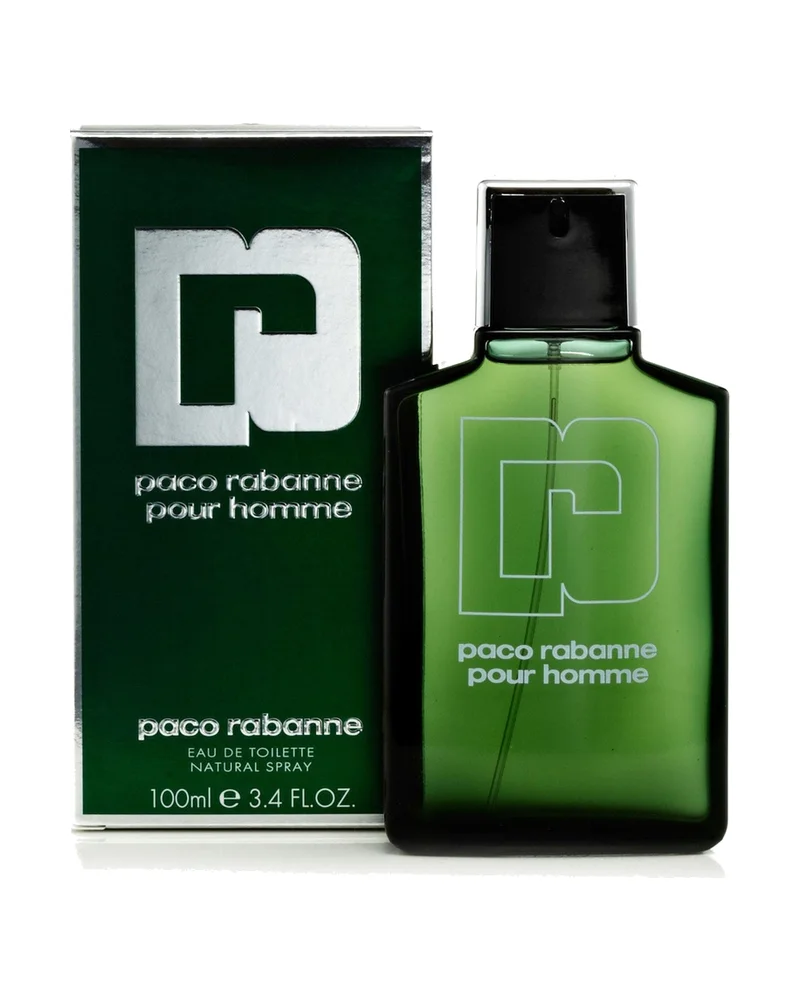 paco rabanne
pour homme
paco rabanne
EAU DE TOILETTE
NATURAL SPRAY
100ml e 3.4 FL.OZ.
paco rabanne
pour homme